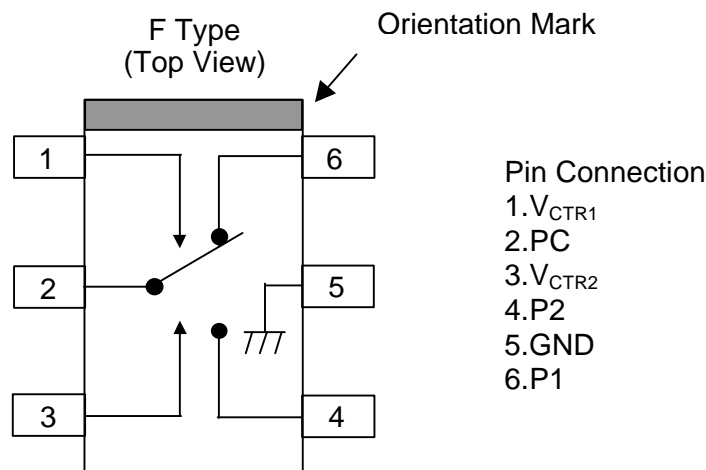 F Type
(Top View)
Orientation Mark
1
6
2
5
3
4
Pin Connection
1.VCTR1
2.PC
3.VCTR2
4.P2
5.GND
6.P1